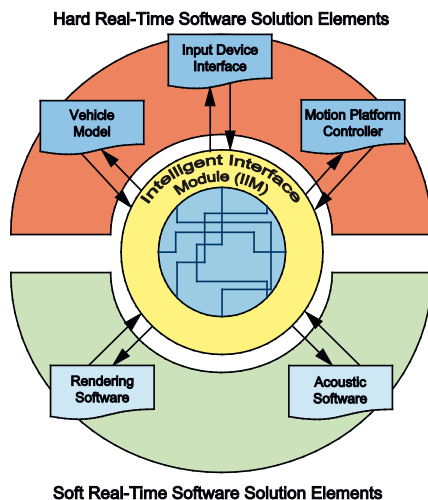 Hard Real-Time Software Solution Elements
Input Device
Interface
Vehicle
Model
Motion Platform
Controller
Intelligent Interface
Module (IIM)
Rendering
Software
Acoustic
Software
Soft Real-Time Software Solution Elements